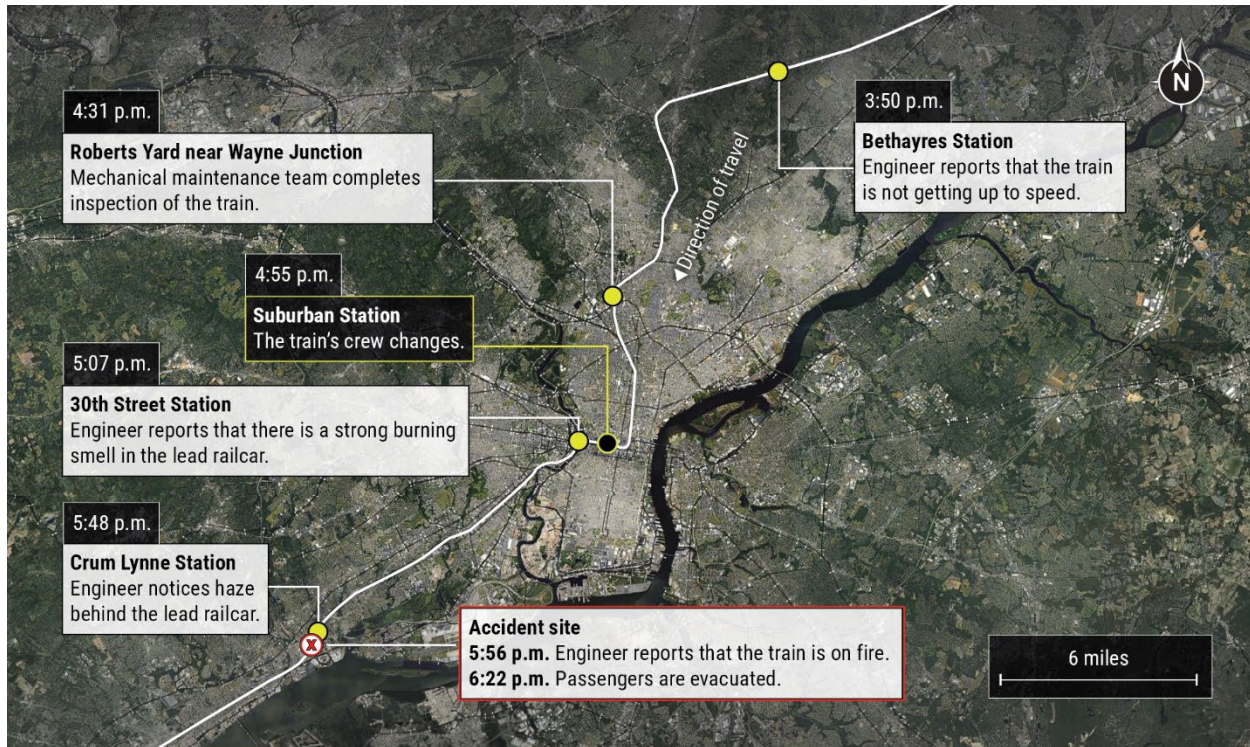 N
3:50 p.m.
Bethayres Station
Engineer reports that the train
is not getting up to speed.
Direction of travel
4:31 p.m.
Roberts Yard near Wayne Junction
Mechanical maintenance team completes
inspection of the train.
4:55 p.m.
Suburban Station
The train's crew changes.
5:07 p.m.
30th Street Station
Engineer reports that there is a strong burning
smell in the lead railcar.
5:48 p.m.
Crum Lynne Station
Engineer notices haze
behind the lead railcar.
X
Accident site
5:56 p.m. Engineer reports that the train is on fire.
6:22 p.m. Passengers are evacuated.
6 miles